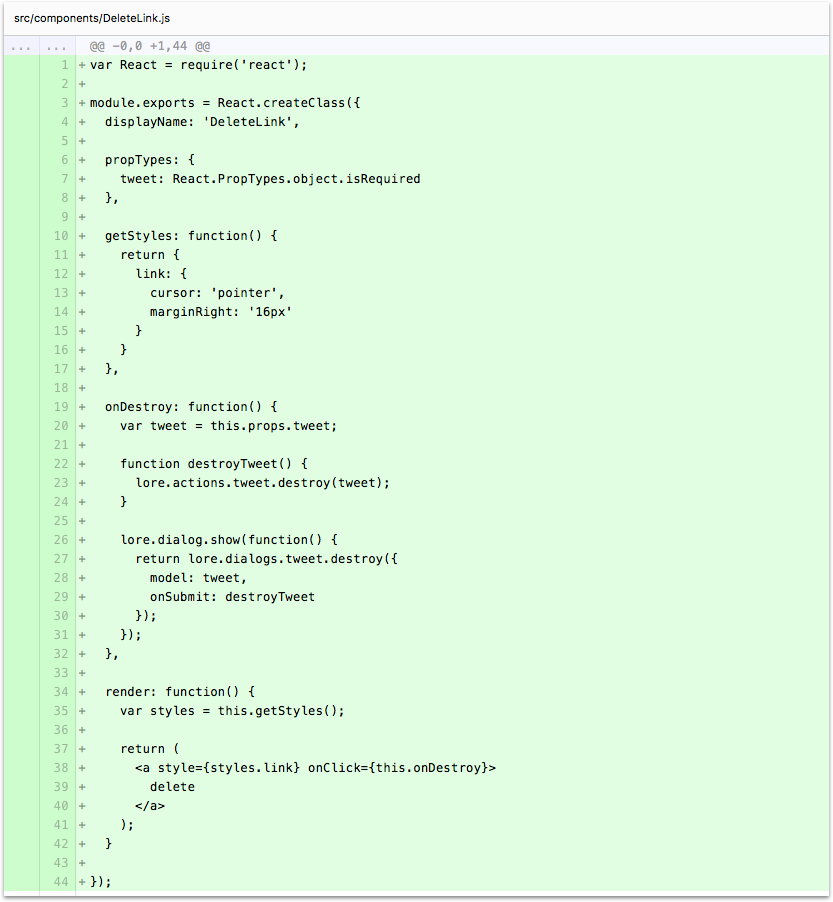 src/components/DeleteLink.js
... ... @@ -0,0 +1,44 @@
1 +var React = require('react');
2 +
3 +module.exports = React.createClass({
4 +  displayName: 'DeleteLink',
5 +
6 +  propTypes: {
7 +    tweet: React.PropTypes.object.isRequired
8 +  },
9 +
10 +  getStyles: function() {
11 +    return {
12 +      link: {
13 +        cursor: 'pointer',
14 +        marginRight: '16px'
15 +      }
16 +    }
17 +  },
18 +
19 +  onDestroy: function() {
20 +    var tweet = this.props.tweet;
21 +
22 +    function destroyTweet() {
23 +      lore.actions.tweet.destroy(tweet);
24 +    }
25 +
26 +    lore.dialog.show(function() {
27 +      return lore.dialogs.tweet.destroy({
28 +        model: tweet,
29 +        onSubmit: destroyTweet
30 +      });
31 +    });
32 +  },
33 +
34 +  render: function() {
35 +    var styles = this.getStyles();
36 +
37 +    return (
38 +      <a style={styles.link} onClick={this.onDestroy}>
39 +        delete
40 +      </a>
41 +    );
42 +  }
43 +
44 +});